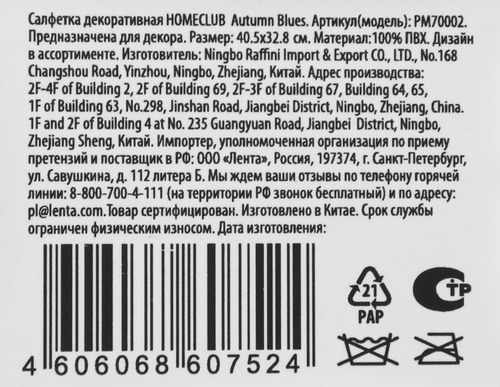 Салфетка декоративная HOMECLUB Autumn Blues. Артикул(модель): PM70002.
Предназначена для декора. Размер: 40.5x32.8 см. Материал:100% ПВХ. Дизайн
в ассортименте. Изготовитель: Ningbo Raffini Import & Export CO., LTD., No.168
Changshou Road, Yinzhou, Ningbo, Zhejiang, Китай. Адрес производства:
2F-4F of Building 2, 2F of Building 69, 2F-3F of Building 67, Building 64, 65,
1F of Building 63, No.298, Jinshan Road, Jiangbei District, Ningbo, Zhejiang, China.
1F and 2F of Building 4 at No. 235 Guangyuan Road, Jiangbei District, Ningbo,
Zhejiang Sheng, Китай. Импортер, уполномоченная организация по приему
претензий и поставщик в РФ: ООО «Лента», Россия, 197374, г. Санкт-Петербург,
ул. Савушкина, д. 112 литера Б. Мы ждем ваши отзывы по телефону горячей
линии: 8-800-700-4-111 (на территории РФ звонок бесплатный) и по адресу:
pl@lenta.com.Товар сертифицирован. Изготовлено в Китае. Срок службы
ограничен физическим износом. Дата изготовления:
21
PAP
СТР
4 606068 607524